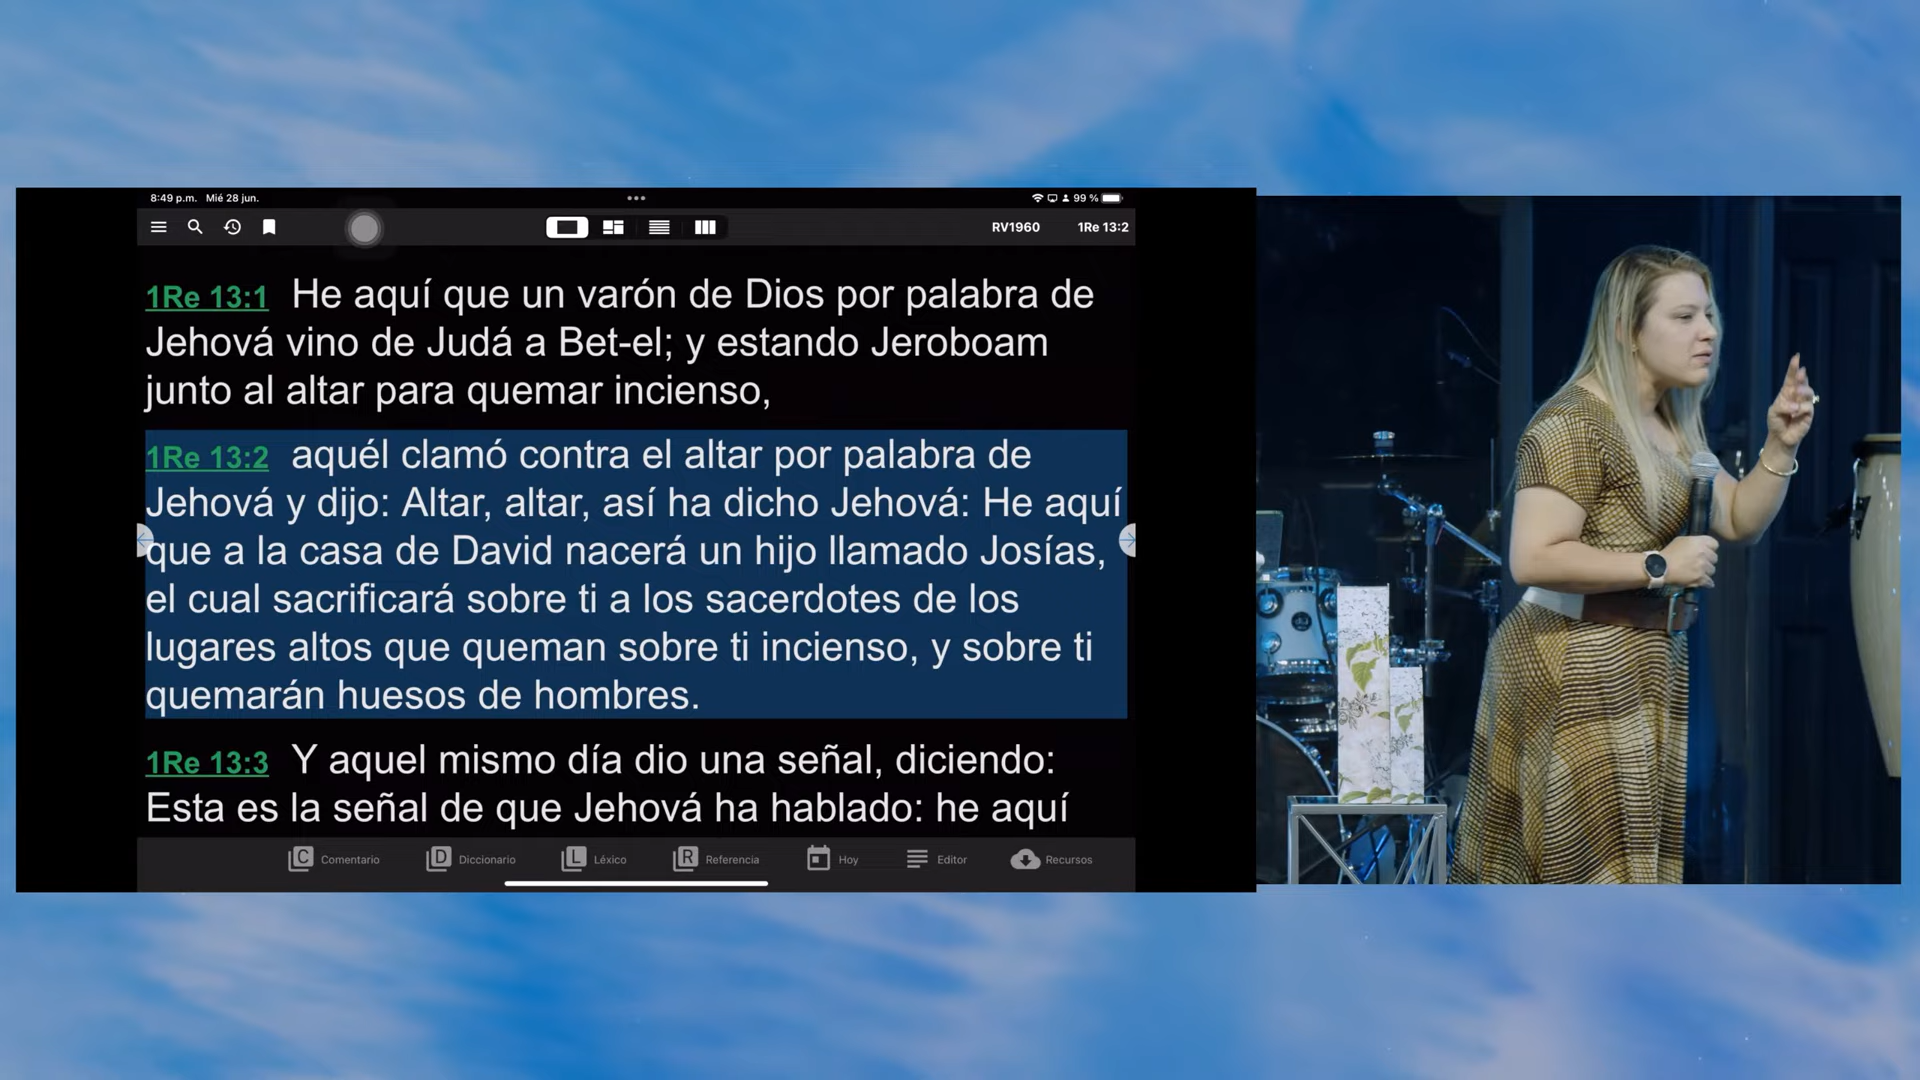 8:49 p.m. Mié 28 jun.
99 %
RV1960
1Re 13:2
1Re 13:1 He aquí que un varón de Dios por palabra de
Jehová vino de Judá a Bet-el; y estando Jeroboam
junto al altar para quemar incienso,
1Re 13:2 aquél clamó contra el altar por palabra de
Jehová y dijo: Altar, altar, así ha dicho Jehová: He aquí
que a la casa de David nacerá un hijo llamado Josías,
el cual sacrificará sobre ti a los sacerdotes de los
lugares altos que queman sobre ti incienso, y sobre ti
quemarán huesos de hombres.
1Re 13:3 Y aquel mismo día dio una señal, diciendo:
Esta es la señal de que Jehová ha hablado: he aquí
C Comentario
D Diccionario
L Léxico
R Referencia
Hoy
Editor
Recursos